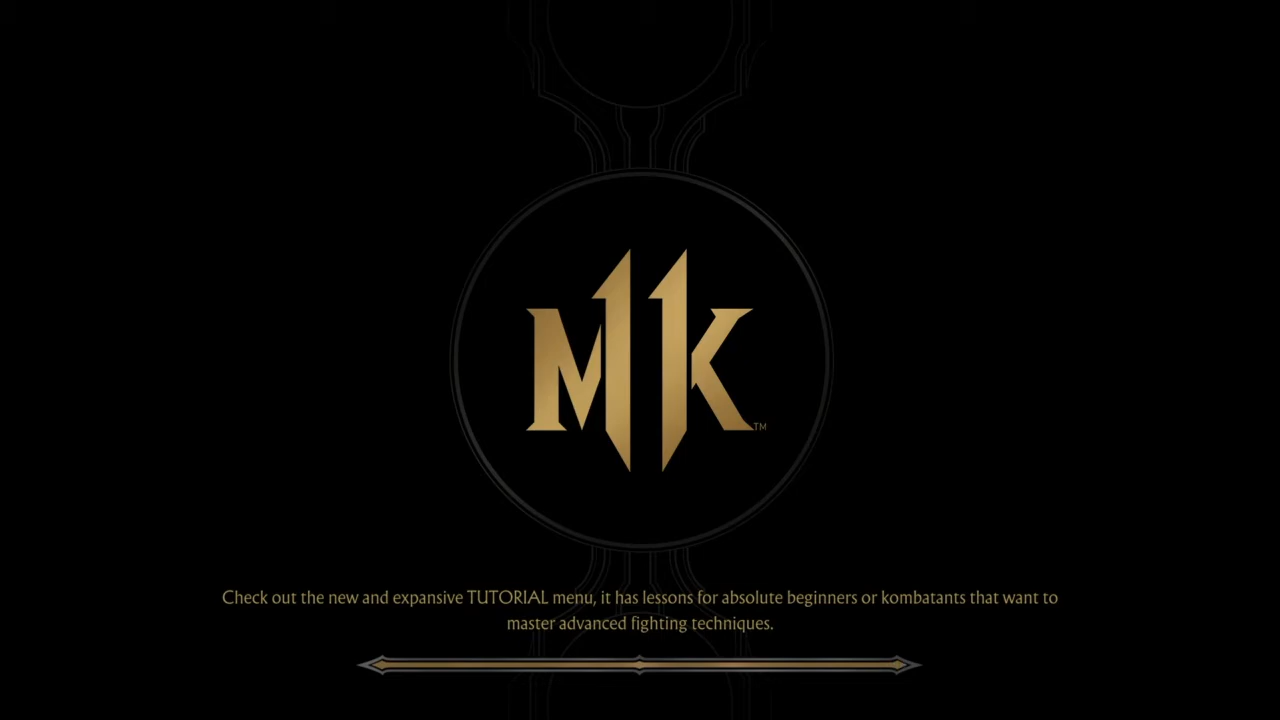 M11K™
Check out the new and expansive TUTORIAL menu, it has lessons for absolute beginners or kombatants that want to
master advanced fighting techniques.